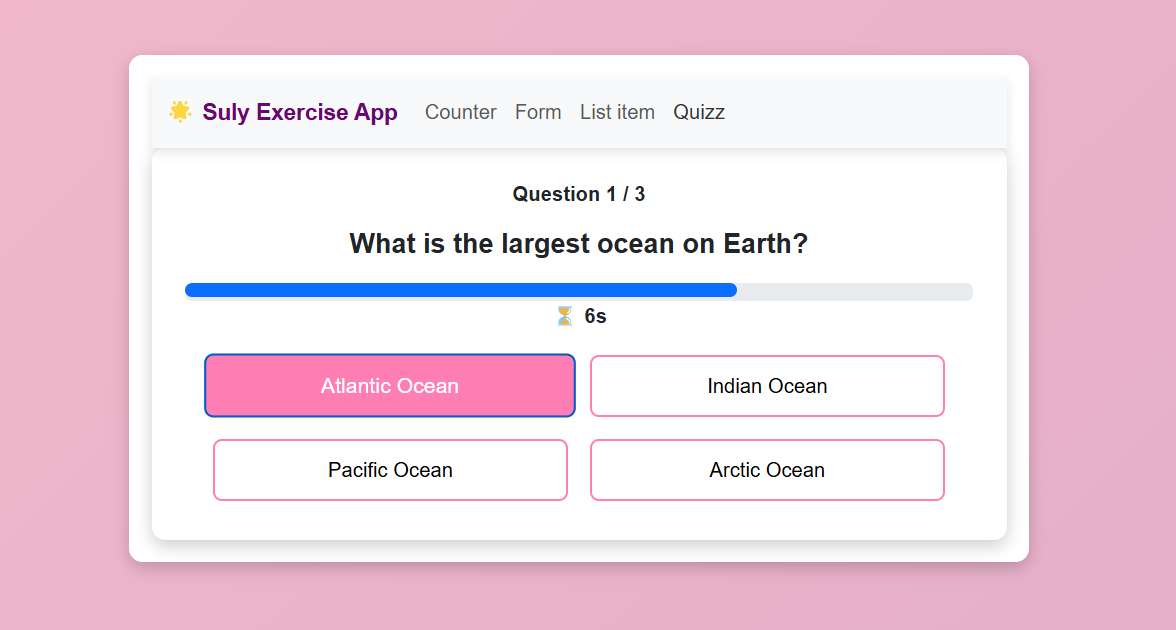 🌟 Suly Exercise App Counter Form List item Quizz
Question 1 / 3
What is the largest ocean on Earth?
⏳ 6s
Atlantic Ocean Indian Ocean
Pacific Ocean Arctic Ocean